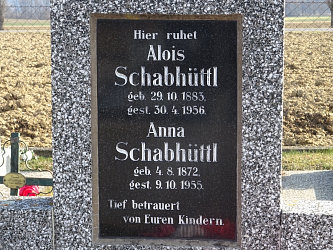 Hier ruhet
Alois
Schabhüttl
geb. 29. 10. 1883.
gest. 30. 4. 1956.
Anna
Schabhüttl
geb. 4. 8. 1872.
gest. 9. 10. 1955.
Tief betrauert
von Euren Kindern.